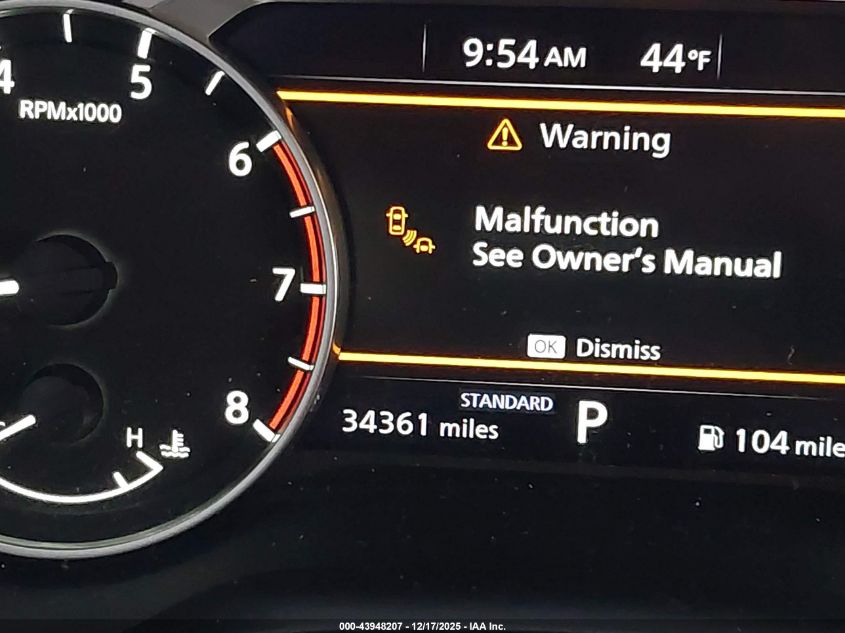 9:54 AM 44°F
4
5
RPMx1000
6
7
8
H
Warning
Malfunction
See Owner's Manual
OK Dismiss
STANDARD
34361 miles P 104 mile
000-43948207 - 12/17/2025 - IAA Inc.